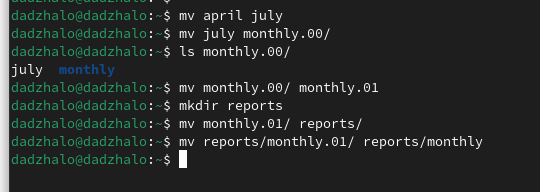 dadzhalo@dadzhalo:~$ mv april july
dadzhalo@dadzhalo:~$ mv july monthly.00/
dadzhalo@dadzhalo:~$ ls monthly.00/
july  monthly
dadzhalo@dadzhalo:~$ mv monthly.00/ monthly.01
dadzhalo@dadzhalo:~$ mkdir reports
dadzhalo@dadzhalo:~$ mv monthly.01/ reports/
dadzhalo@dadzhalo:~$ mv reports/monthly.01/ reports/monthly
dadzhalo@dadzhalo:~$